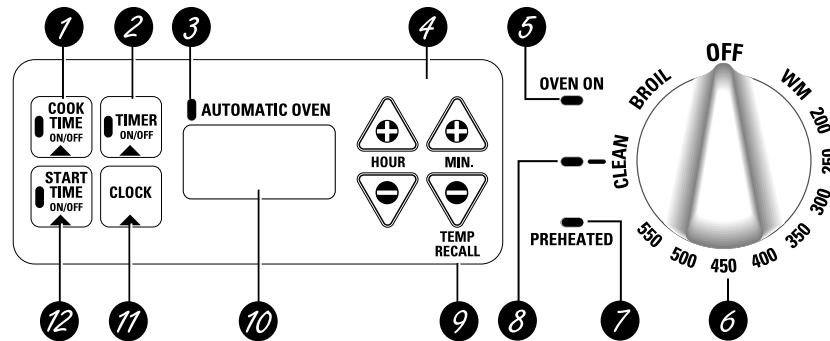 1
2
3
4
5
COOK
TIME
ON/OFF
TIMER
ON/OFF
AUTOMATIC OVEN
HOUR
MIN.
START
TIME
ON/OFF
CLOCK
TEMP
RECALL
OVEN ON
CLEAN
PREHEATED
OFF
WM
200
250
300
350
400
450
500
550
BROIL
12
11
10
9
8
7
6